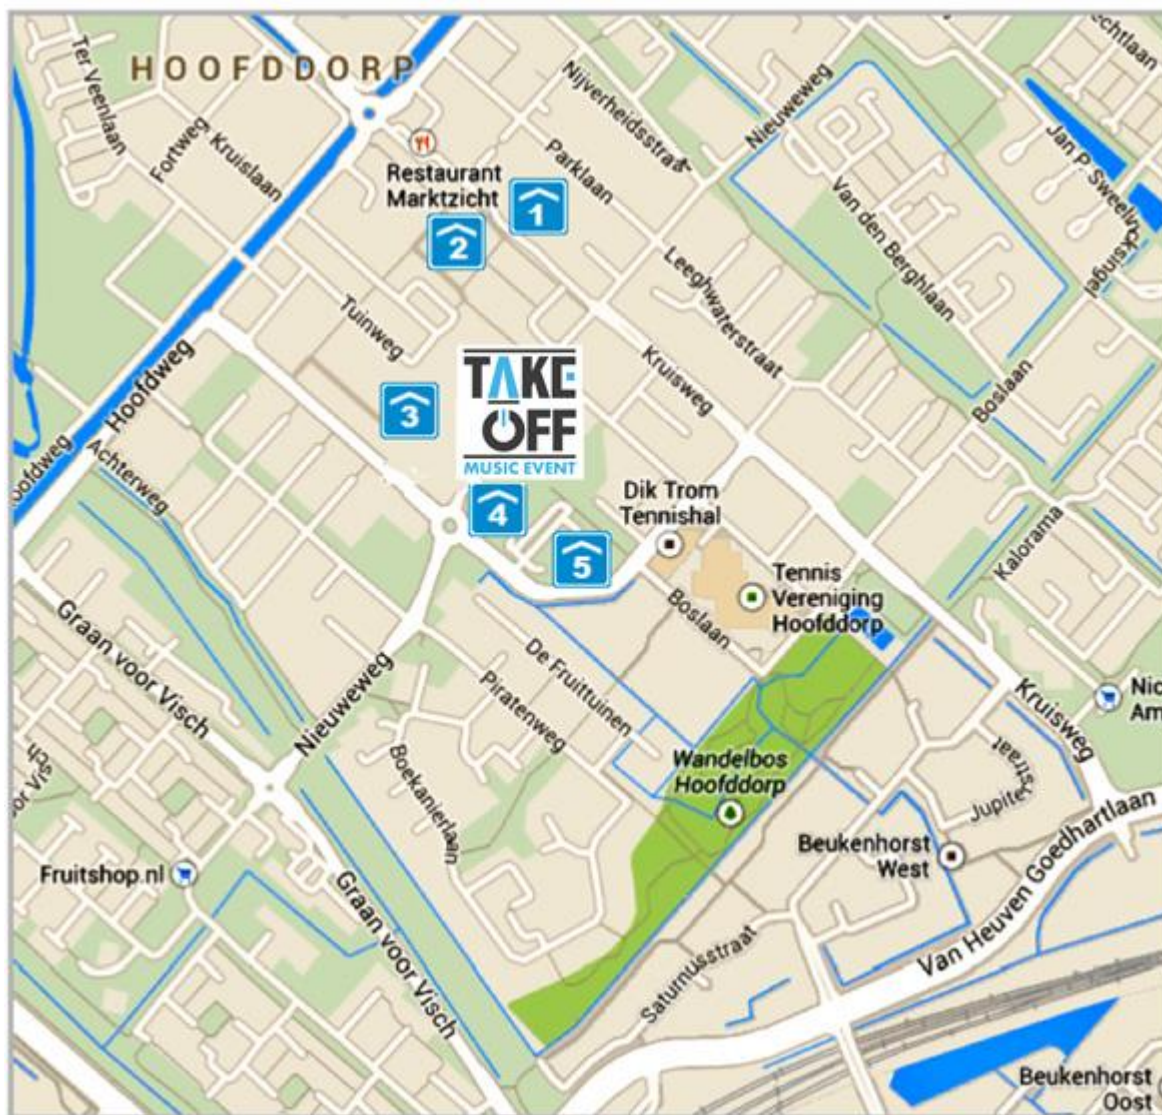 HOOFDDORP
Ter Veenlaan
Fortweg
Kruislaan
Restaurant
Marktzicht
1
2
Nijverheidsstraat
Parklaan
Nieuweweg
Van den Berghlaan
Jan P. Sweelincksingel
Leeghwaterstraat
Kruisweg
Boslaan
Tuinweg
Hoofdweg
Achterweg
3
TAKE
OFF
MUSIC EVENT
4
5
Dik Trom
Tennishal
Tennis
Vereniging
Hoofddorp
Kalorama
Boslaan
De Fruittuinen
Piratenweg
Boekanierlaan
Nieuweweg
Graan voor Visch
Wandelbos
Hoofddorp
Kruisweg
Nic
Am
Jupiterstraat
Beukenhorst
West
Van Heuven Goedhartlaan
Fruitshop.nl
Graan voor Visch
Saturnusstraat
Beukenhorst
Oost